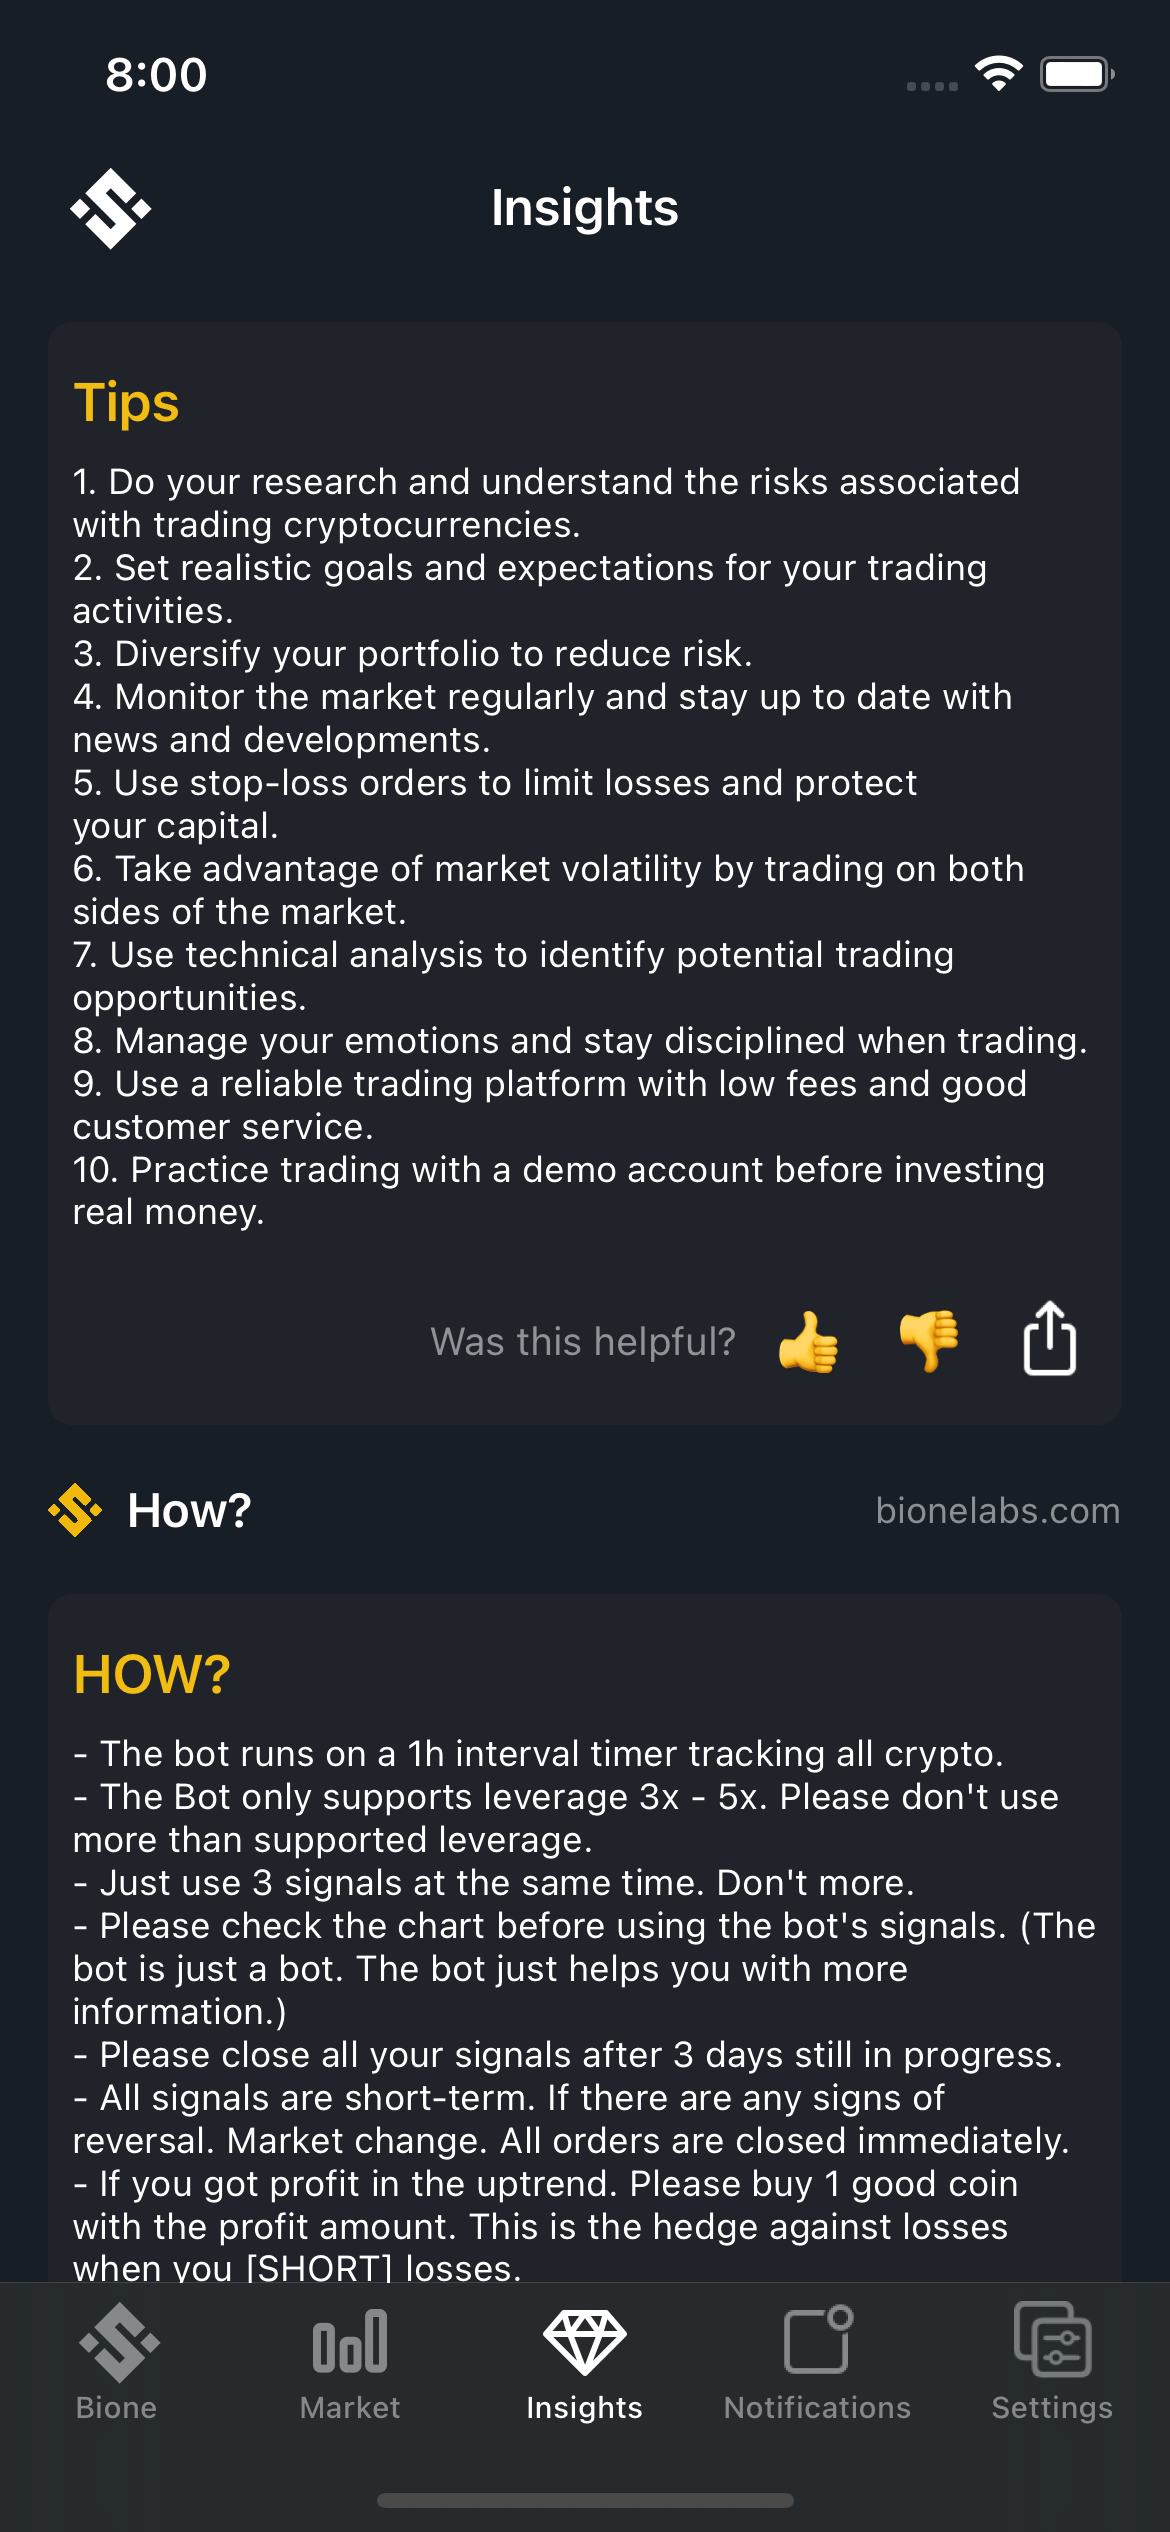 8:00
Insights
Tips
1. Do your research and understand the risks associated
with trading cryptocurrencies.
2. Set realistic goals and expectations for your trading
activities.
3. Diversify your portfolio to reduce risk.
4. Monitor the market regularly and stay up to date with
news and developments.
5. Use stop-loss orders to limit losses and protect
your capital.
6. Take advantage of market volatility by trading on both
sides of the market.
7. Use technical analysis to identify potential trading
opportunities.
8. Manage your emotions and stay disciplined when trading.
9. Use a reliable trading platform with low fees and good
customer service.
10. Practice trading with a demo account before investing
real money.
Was this helpful?
How?
bionelabs.com
HOW?
- The bot runs on a 1h interval timer tracking all crypto.
- The Bot only supports leverage 3x - 5x. Please don't use
more than supported leverage.
- Just use 3 signals at the same time. Don't more.
- Please check the chart before using the bot's signals. (The
bot is just a bot. The bot just helps you with more
information.)
- Please close all your signals after 3 days still in progress.
- All signals are short-term. If there are any signs of
reversal. Market change. All orders are closed immediately.
- If you got profit in the uptrend. Please buy 1 good coin
with the profit amount. This is the hedge against losses
when you [SHORT] losses.
Bione
Market
Insights
Notifications
Settings